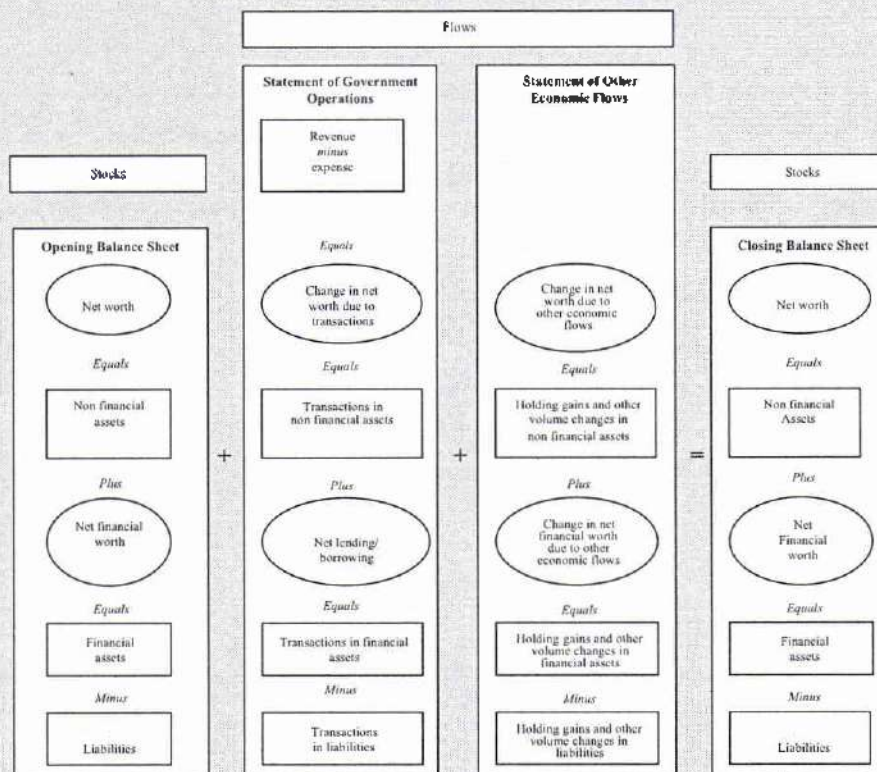 Flows
Stocks
Opening Balance Sheet
Net worth
Equals
Non financial
assets
Plus
Net financial
worth
Equals
Financial
assets
Minus
Liabilities
+
Statement of Government
Operations
Revenue
minus
expense
Equals
Change in net
worth due to
transactions
Equals
Transactions in
non financial assets
Plus
Net lending/
borrowing
Equals
Transactions in financial
assets
Minus
Transactions
in liabilities
+
Statement of Other
Economic Flows
Change in net
worth due to
other economic
flows
Equals
Holding gains and other
volume changes in
non financial assets
Plus
Change in net
financial worth
due to other
economic flows
Equals
Holding gains and other
volume changes in
financial assets
Minus
Holding gains and other
volume changes in
liabilities
=
Stocks
Closing Balance Sheet
Net worth
Equals
Non financial
Assets
Plus
Net
Financial
worth
Equals
Financial
assets
Minus
Liabilities